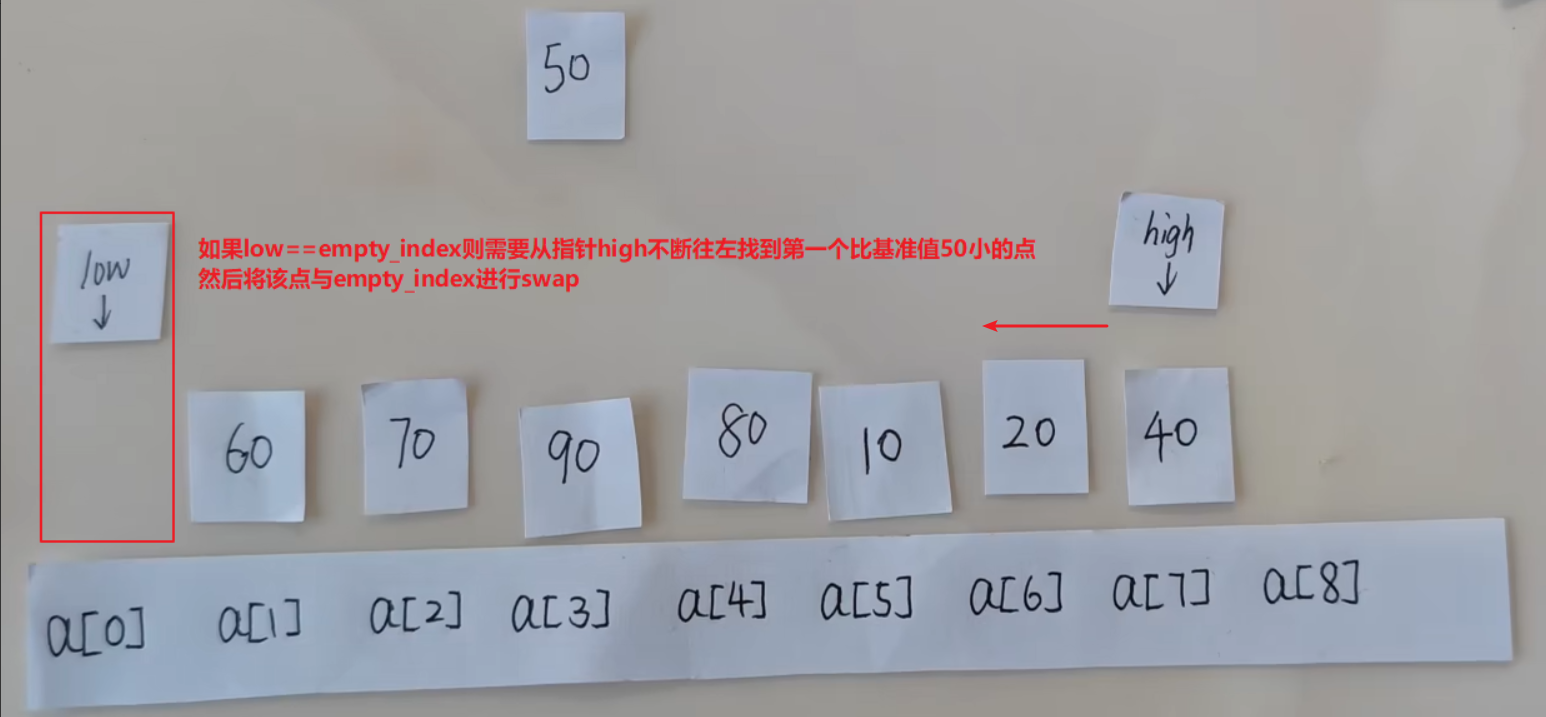 50
low
↓
如果low==empty_index则需要从指针high不断往左找到第一个比基准值50小的点
然后将该点与empty_index进行swap
high
↓
60 70 90 80 10 20 40
a[0] a[1] a[2] a[3] a[4] a[5] a[6] a[7] a[8]